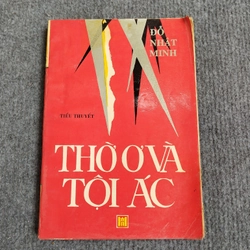 ĐỖ
NHẬT
MINH
TIỂU THUYẾT
THỜ Ơ VÀ
TỘI ÁC